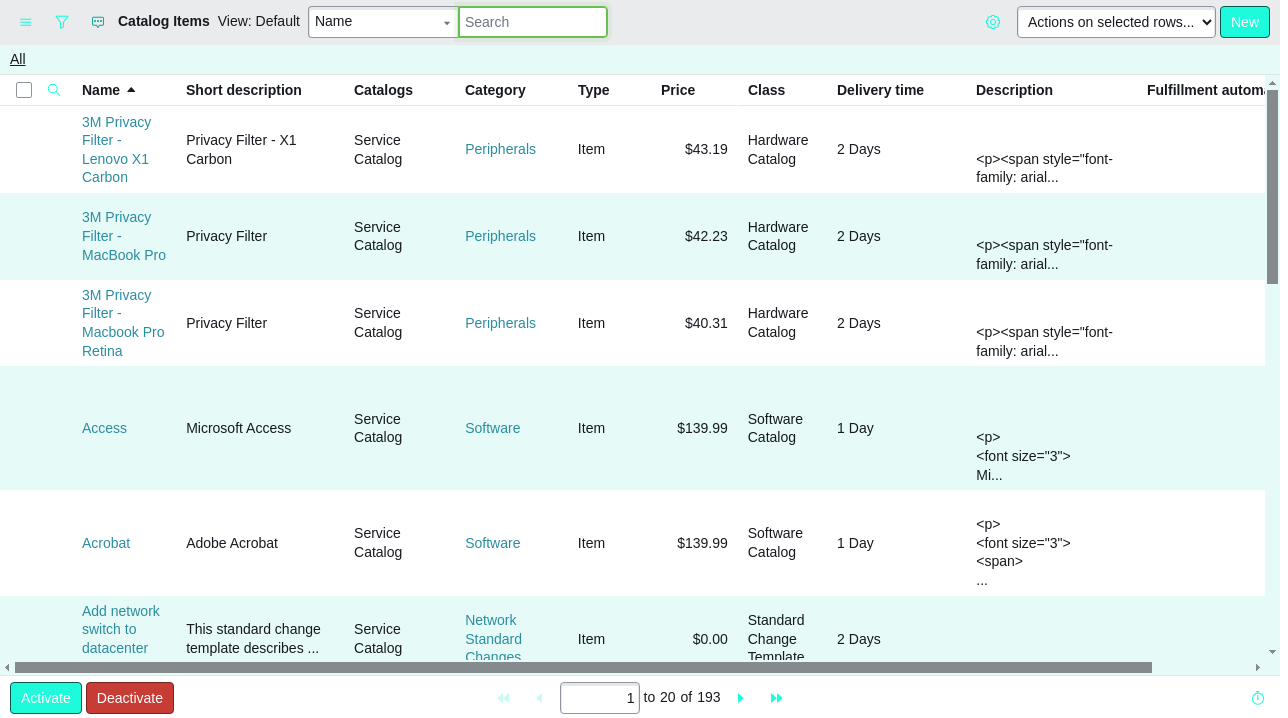 Catalog Items View: Default Name Search Actions on selected rows... New
All
Name Short description Catalogs Category Type Price Class Delivery time Description Fulfillment automa
3M Privacy
Filter -
Lenovo X1
Carbon
Privacy Filter - X1
Carbon
Service
Catalog
Peripherals
Item
$43.19
Hardware
Catalog
2 Days
<p><span style="font-
family: arial...
3M Privacy
Filter -
MacBook Pro
Privacy Filter
Service
Catalog
Peripherals
Item
$42.23
Hardware
Catalog
2 Days
<p><span style="font-
family: arial...
3M Privacy
Filter -
Macbook Pro
Retina
Privacy Filter
Service
Catalog
Peripherals
Item
$40.31
Hardware
Catalog
2 Days
<p><span style="font-
family: arial...
Access
Microsoft Access
Service
Catalog
Software
Item
$139.99
Software
Catalog
1 Day
<p>
<font size="3">
Mi...
Acrobat
Adobe Acrobat
Service
Catalog
Software
Item
$139.99
Software
Catalog
1 Day
<p>
<font size="3">
<span>
...
Add network
switch to
datacenter
This standard change
template describes ...
Service
Catalog
Network
Standard
Changes
Item
$0.00
Standard
Change
Template
2 Days
Activate Deactivate 1 to 20 of 193